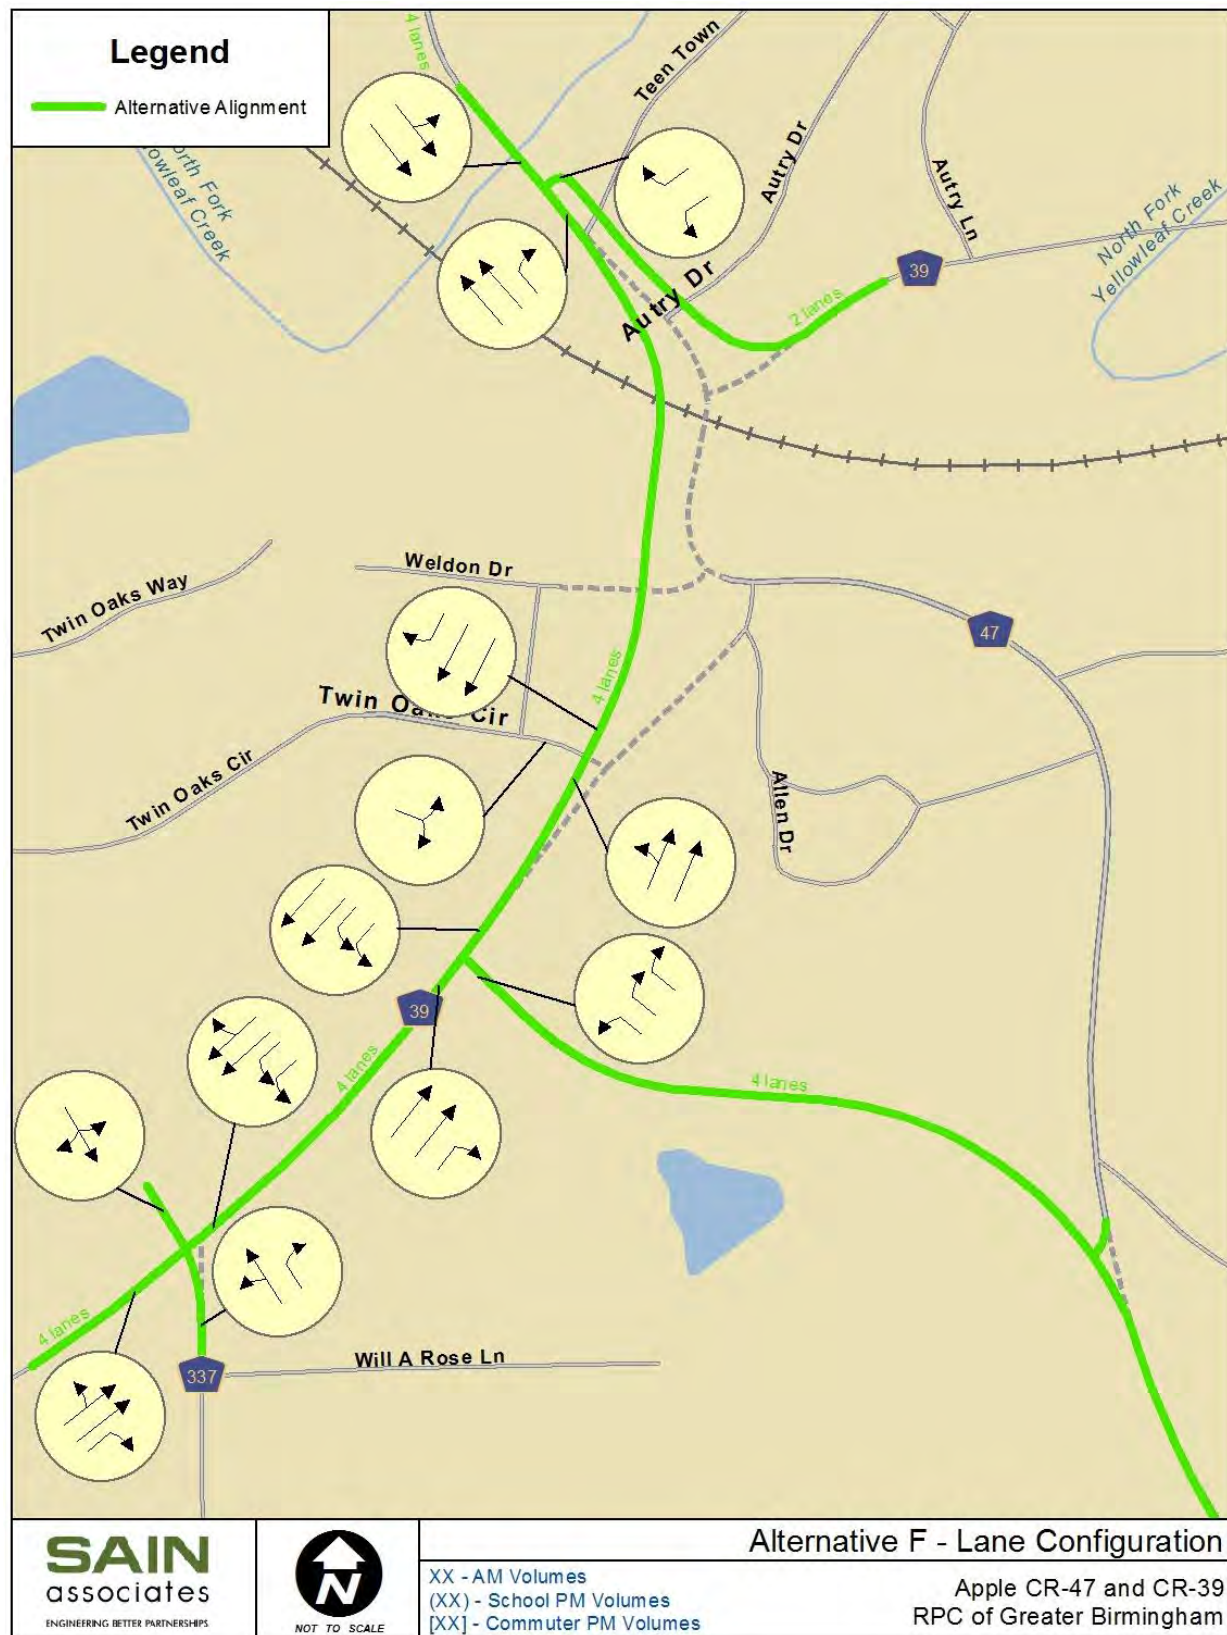 Legend
Alternative Alignment
4 lanes
Teen Town
Autry Dr
Autry Ln
North Fork
Yellowleaf Creek
orth Fork
owleaf Creek
39
2 lanes
Autry Dr
Weldon Dr
Twin Oaks Way
47
4 lanes
Twin Oaks Cir
Twin Oaks Cir
Allen Dr
39
4 lanes
4 lanes
4 lanes
337
Will A Rose Ln
SAIN
associates
ENGINEERING BETTER PARTNERSHIPS
N
NOT TO SCALE
Alternative F - Lane Configuration
XX - AM Volumes
(XX) - School PM Volumes
[XX] - Commuter PM Volumes
Apple CR-47 and CR-39
RPC of Greater Birmingham